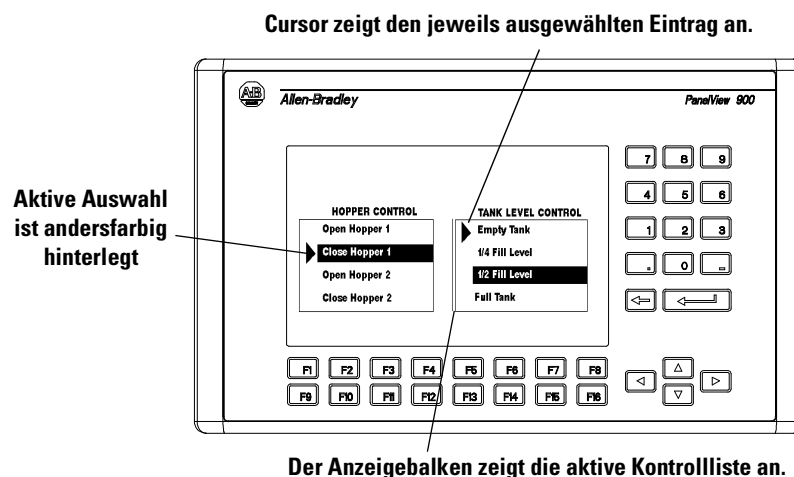 Cursor zeigt den jeweils ausgewählten Eintrag an.
AB
Allen-Bradley
PanelView 900
Aktive Auswahl
ist andersfarbig
hinterlegt
HOPPER CONTROL
Open Hopper 1
Close Hopper 1
Open Hopper 2
Close Hopper 2
TANK LEVEL CONTROL
Empty Tank
1/4 Fill Level
1/2 Fill Level
Full Tank
7 8 9
4 5 6
1 2 3
. 0 -
F1 F2 F3 F4 F5 F6 F7 F8
F9 F10 F11 F12 F13 F14 F15 F16
Der Anzeigebalken zeigt die aktive Kontrollliste an.